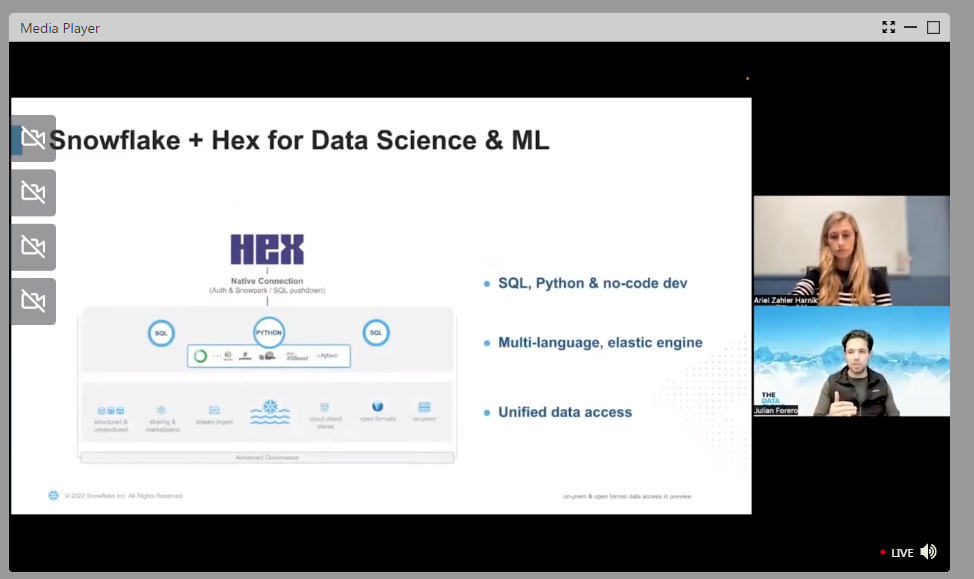 Media Player
Snowflake + Hex for Data Science & ML
HEX
Native Connection
(Auth & Snowpark / SQL pushdown)
SQL
PYTHON
SQL
PyTorch
structured &
unstructured
sharing &
marketplace
stream ingest
cloud object
stores
open formats
on-prem
Advanced Governance
SQL, Python & no-code dev
Multi-language, elastic engine
Unified data access
© 2022 Snowflake Inc. All Rights Reserved
on-prem & open format data access in preview
Ariel Zahler Harnik
THE
DATA
Julian Forero
LIVE